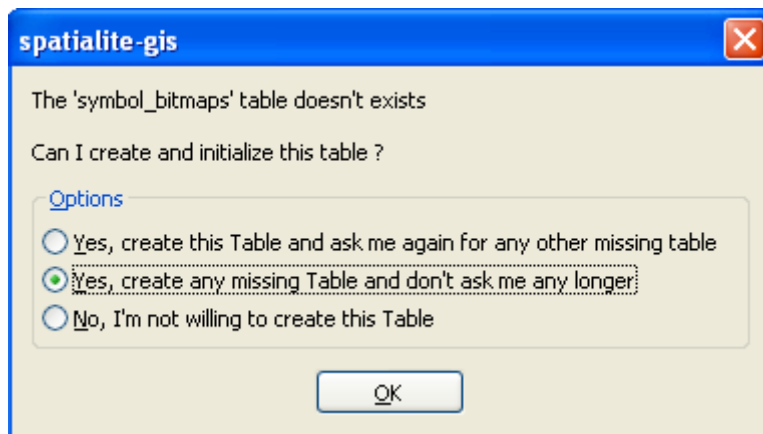 spatialite-gis
The 'symbol_bitmaps' table doesn't exists
Can I create and initialize this table ?
Options
Yes, create this Table and ask me again for any other missing table
Yes, create any missing Table and don't ask me any longer
No, I'm not willing to create this Table
OK